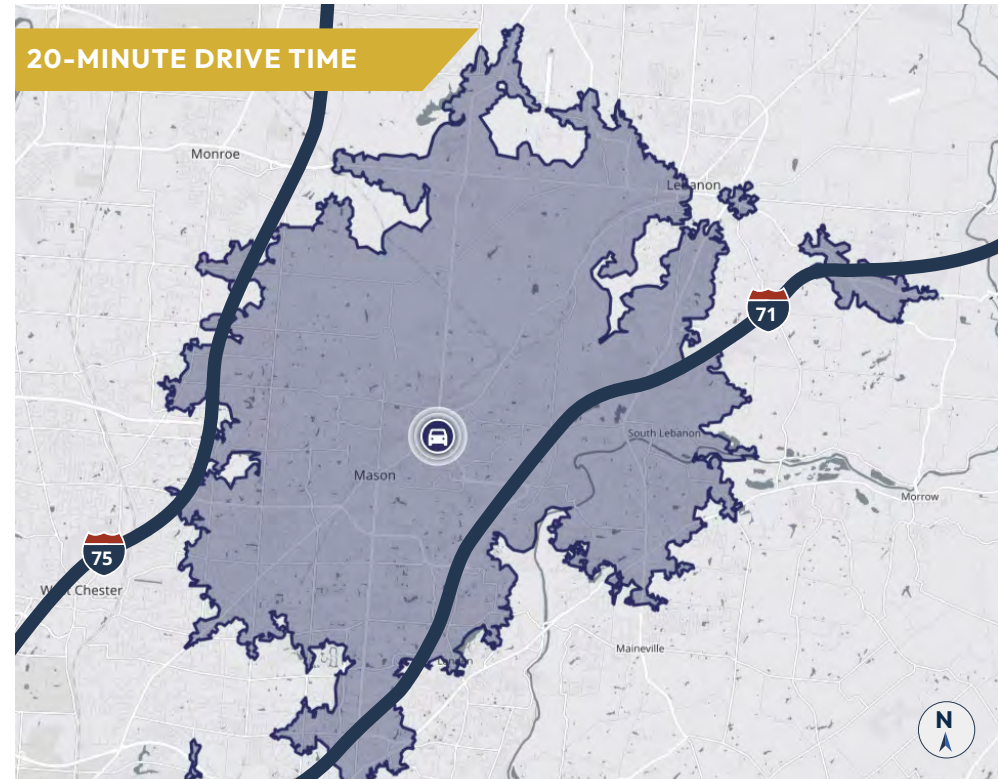 20-MINUTE DRIVE TIME
Monroe
Lebanon
71
South Lebanon
Mason
Morrow
75
West Chester
Maineville
N